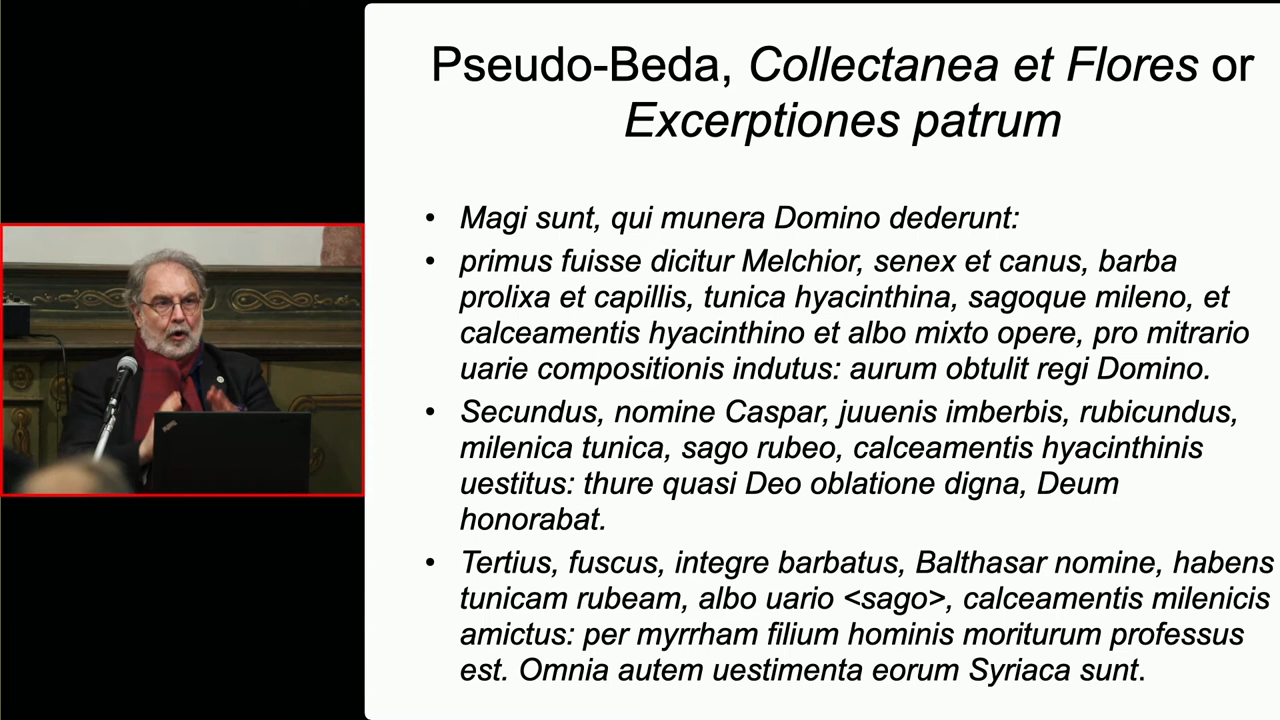 Pseudo-Beda, Collectanea et Flores or
Excerptiones patrum
• Magi sunt, qui munera Domino dederunt:
• primus fuisse dicitur Melchior, senex et canus, barba
prolixa et capillis, tunica hyacinthina, sagoque mileno, et
calceamentis hyacinthino et albo mixto opere, pro mitrario
uarie compositionis indutus: aurum obtulit regi Domino.
• Secundus, nomine Caspar, juuenis imberbis, rubicundus,
milenica tunica, sago rubeo, calceamentis hyacinthinis
uestitus: thure quasi Deo oblatione digna, Deum
honorabat.
• Tertius, fuscus, integre barbatus, Balthasar nomine, habens
tunicam rubeam, albo uario <sago>, calceamentis milenicis
amictus: per myrrham filium hominis moriturum professus
est. Omnia autem uestimenta eorum Syriaca sunt.